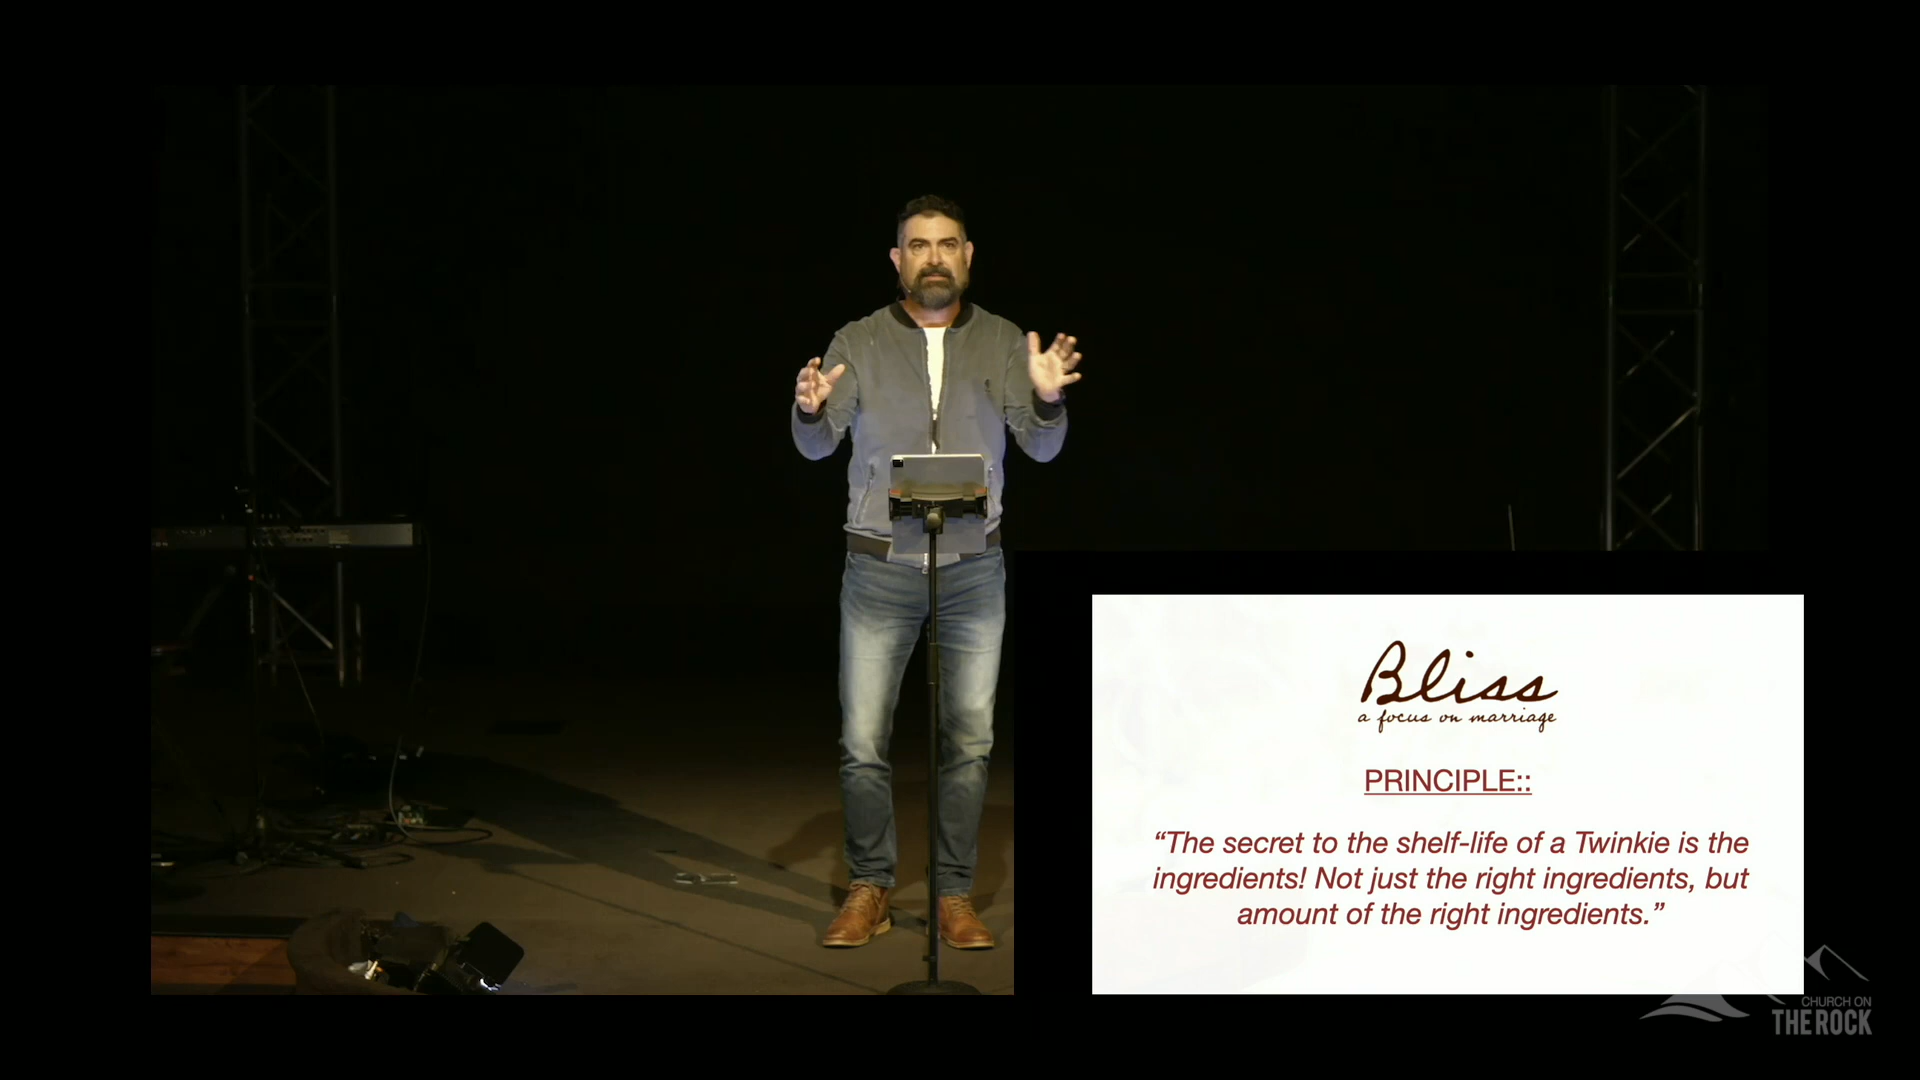 Bliss
a focus on marriage
PRINCIPLE::
“The secret to the shelf-life of a Twinkie is the
ingredients! Not just the right ingredients, but
amount of the right ingredients.”
CHURCH ON
THE ROCK